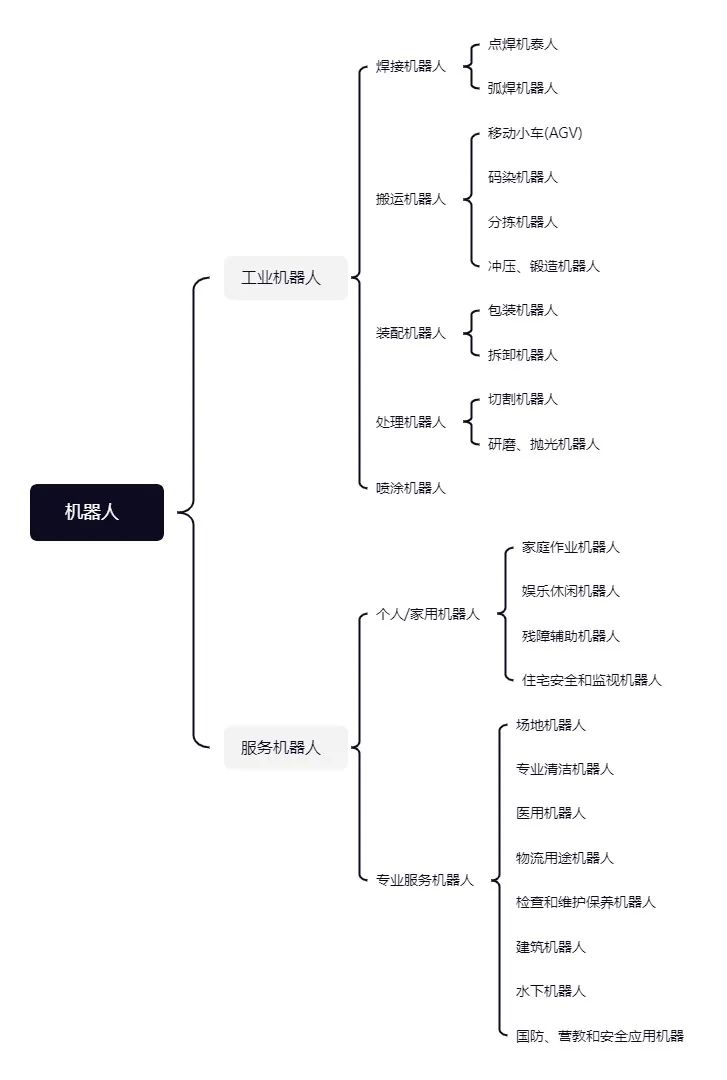 机器人
工业机器人
焊接机器人
点焊机泰人
弧焊机器人
搬运机器人
移动小车(AGV)
码染机器人
分拣机器人
冲压、锻造机器人
装配机器人
包装机器人
拆卸机器人
处理机器人
切割机器人
研磨、抛光机器人
喷涂机器人
服务机器人
个人/家用机器人
家庭作业机器人
娱乐休闲机器人
残障辅助机器人
住宅安全和监视机器人
专业服务机器人
场地机器人
专业清洁机器人
医用机器人
物流用途机器人
检查和维护保养机器人
建筑机器人
水下机器人
国防、营教和安全应用机器